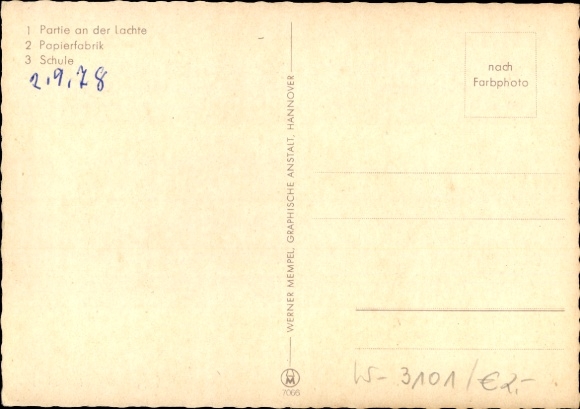 1 Partie an der Lachte
2 Papierfabrik
3 Schule
2.9.78
WERNER MEMPEL, GRAPHISCHE ANSTALT, HANNOVER
7066
nach
Farbphoto
W- 3101/€2,-